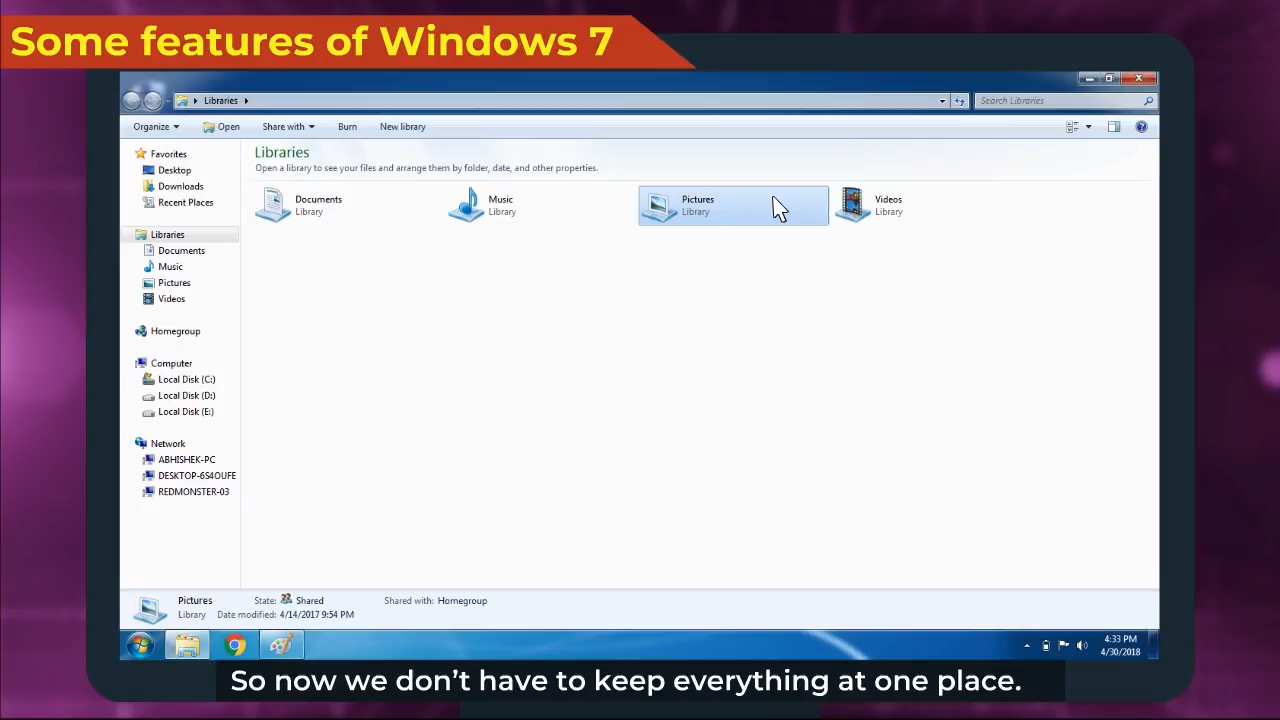 Some features of Windows 7
Libraries
Search Libraries
Organize
Open
Share with
Burn
New library
Favorites
Desktop
Downloads
Recent Places
Libraries
Documents
Music
Pictures
Videos
Homegroup
Computer
Local Disk (C:)
Local Disk (D:)
Local Disk (E:)
Network
ABHISHEK-PC
DESKTOP-6S4OUFE
REDMONSTER-03
Libraries
Open a library to see your files and arrange them by folder, date, and other properties.
Documents
Library
Music
Library
Pictures
Library
Videos
Library
Pictures State: Shared Shared with: Homegroup
Library Date modified: 4/14/2017 9:54 PM
4:33 PM
4/30/2018
So now we don't have to keep everything at one place.